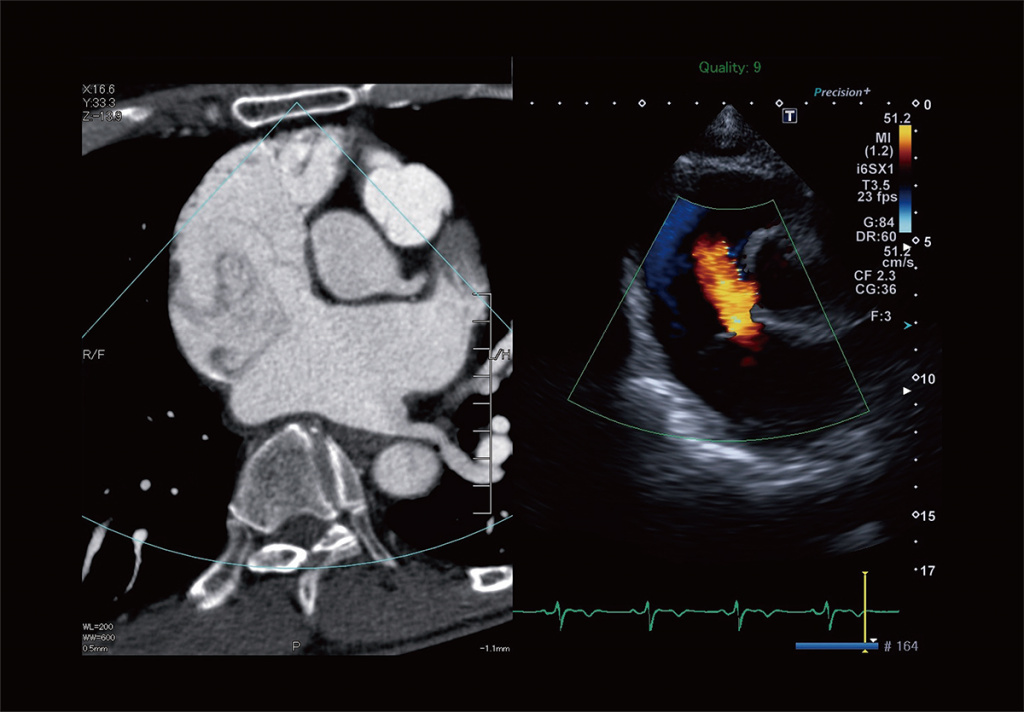 X:16.6
Y:33.3
Z:-13.9
R/F
L/H
WL=200
WW=600
0.5mm
P
-1.1mm
Quality: 9
Precision+
T
0
51.2
MI
(1.2)
i6SX1
T3.5
23 fps
G:84
DR:60
5
51.2
cm/s
CF 2.3
CG:36
F:3
10
15
17
# 164